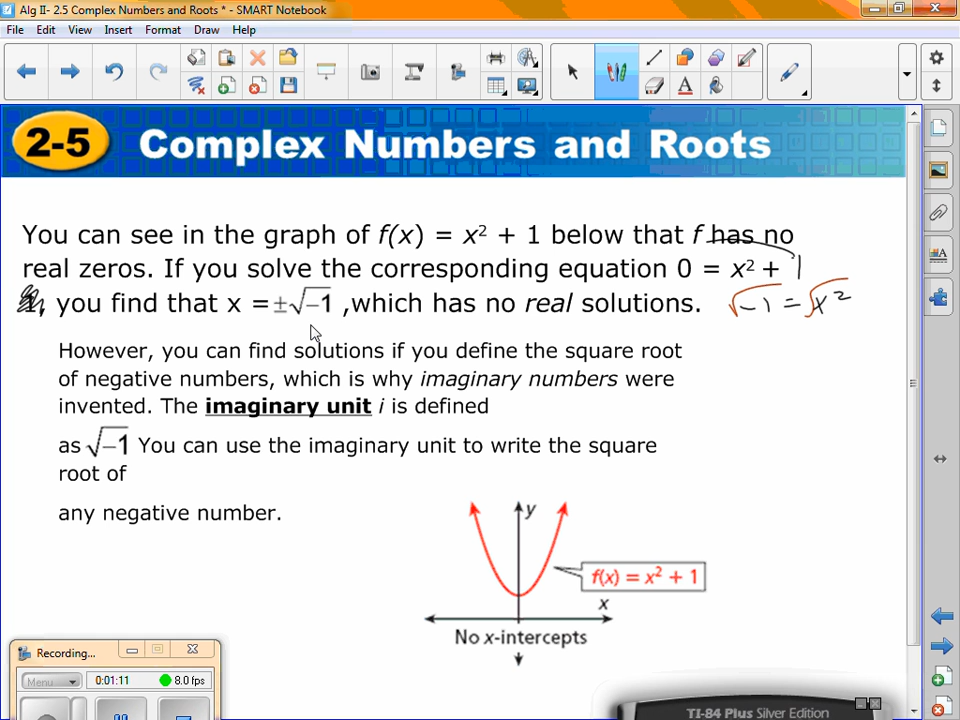 Alg II- 2.5 Complex Numbers and Roots * - SMART Notebook
File Edit View Insert Format Draw Help
2-5 Complex Numbers and Roots
You can see in the graph of f(x) = x² + 1 below that f has no
real zeros. If you solve the corresponding equation 0 = x² + 1
1, you find that x = ±√−1 ,which has no real solutions. √−1 = √x²
However, you can find solutions if you define the square root
of negative numbers, which is why imaginary numbers were
invented. The imaginary unit i is defined
as √−1 You can use the imaginary unit to write the square
root of
any negative number.
y
f(x) = x² + 1
x
No x-intercepts
Recording...
Menu 0:01:11 8.0 fps
TI-84 Plus Silver Edition